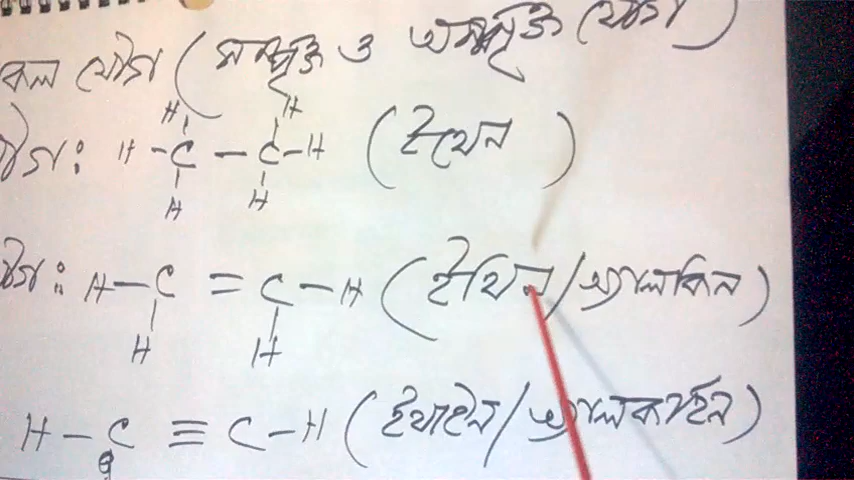 যৌগ (সম্পৃক্ত ও অসম্পৃক্ত যৌগ)
H H
H - C - C - H (ইথেন)
H H
H - C = C - H (ইথিন/অ্যালকিন)
H H
H - C ≡ C - H (ইথাইন/অ্যালকাইন)